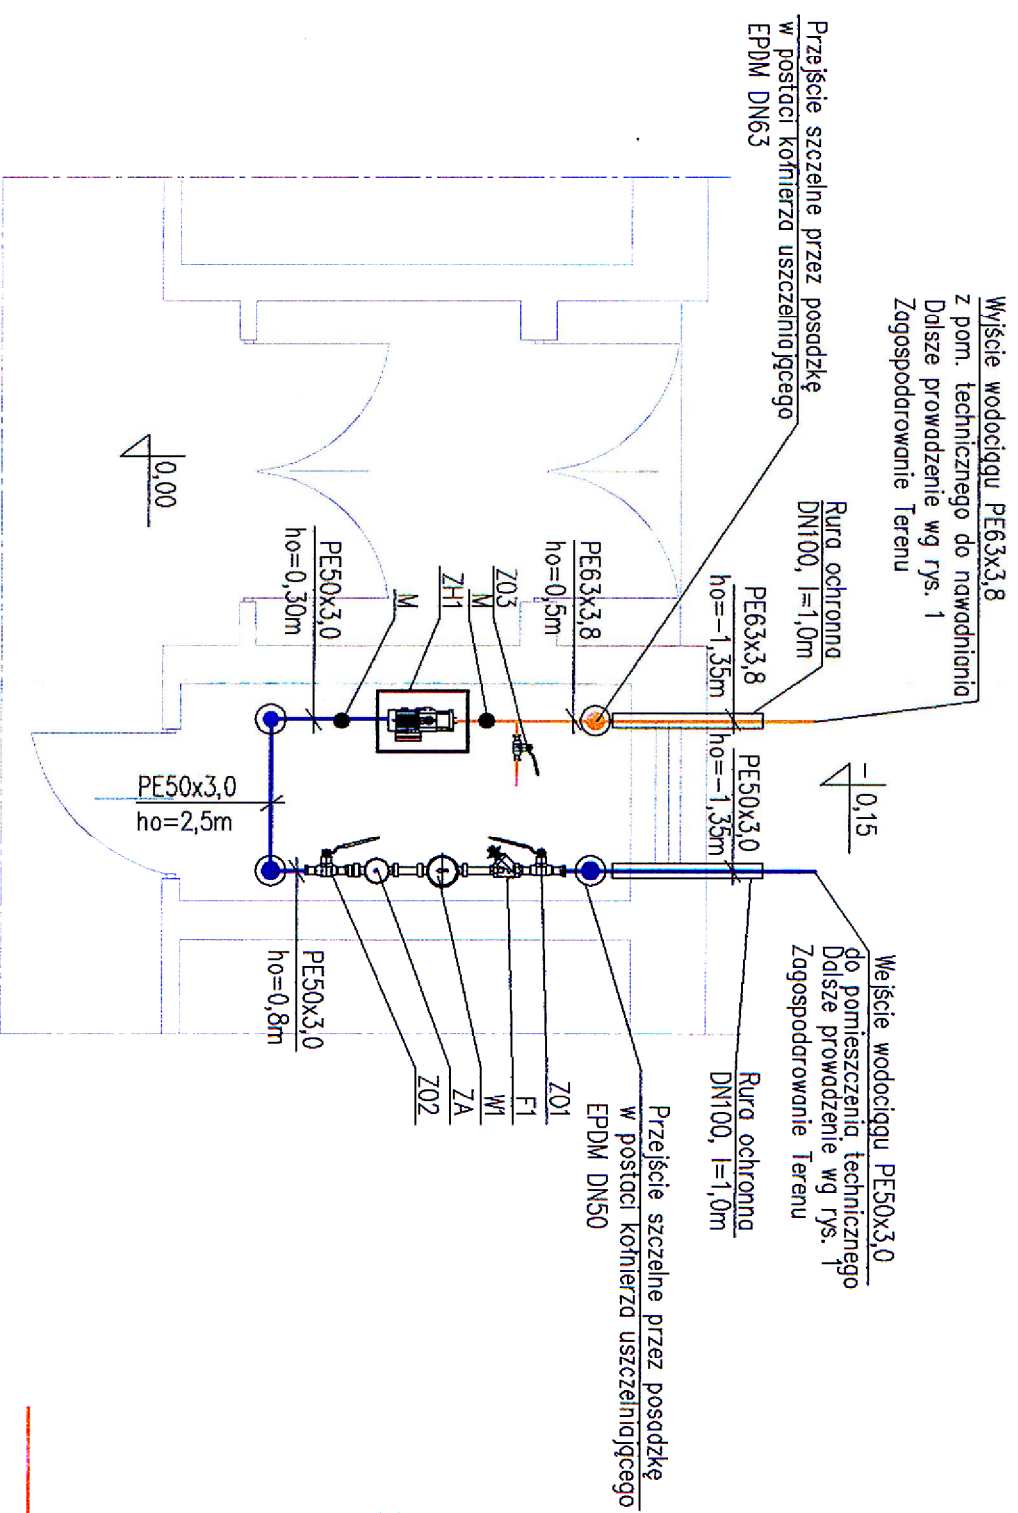 Wyjście wodociągu PE63x3,8
z pom. technicznego do nawadniania
Dalsze prowadzenie wg rys. 1
Zagospodarowanie Terenu
Przejście szczelne przez posadzkę
w postaci kołnierza uszczelniającego
EPDM DN63
Rura ochronna
DN100, l=1,0m
PE63x3,8
ho=-1,35m
PE50x3,0
ho=-1,35m
-0,15
Wejście wodociągu PE50x3,0
do pomieszczenia technicznego
Dalsze prowadzenie wg rys. 1
Zagospodarowanie Terenu
Rura ochronna
DN100, l=1,0m
Przejście szczelne przez posadzkę
w postaci kołnierza uszczelniającego
EPDM DN50
PE63x3,8
ho=0,5m
ZO3
M
ZH1
M
PE50x3,0
ho=0,30m
0,00
ZO1
F1
W1
ZA
ZO2
PE50x3,0
ho=0,8m
PE50x3,0
ho=2,5m